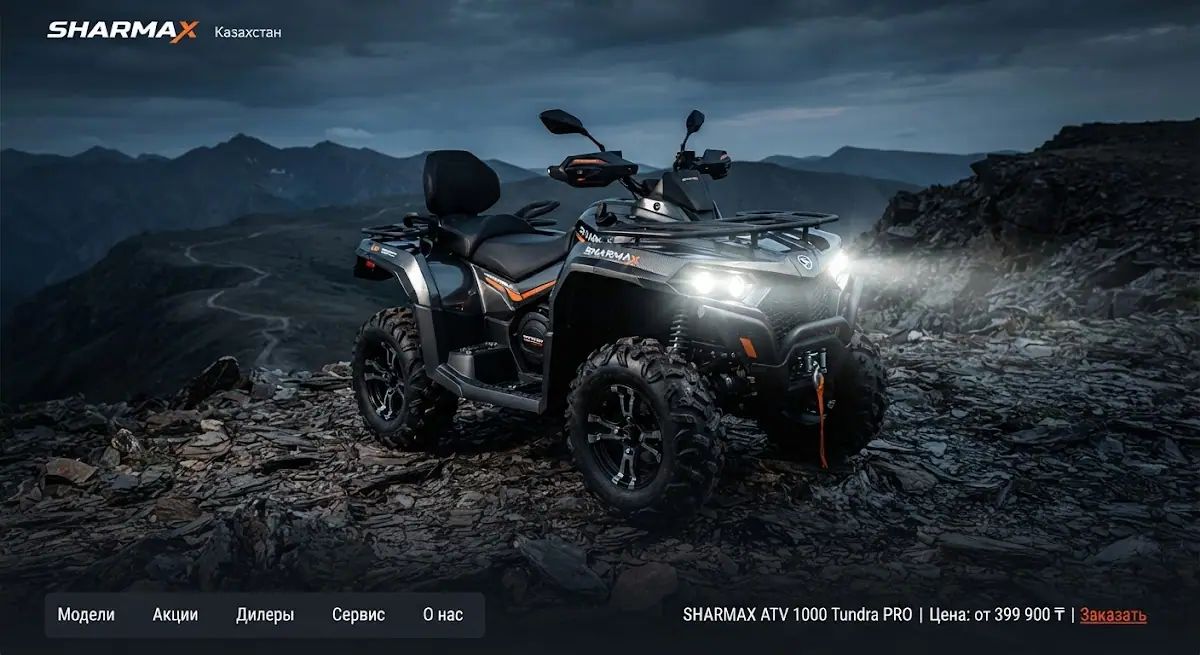 SHARMAX Казахстан
SHARMAX
Модели Акции Дилеры Сервис О нас
SHARMAX ATV 1000 Tundra PRO | Цена: от 399 900 ₸ | Заказать